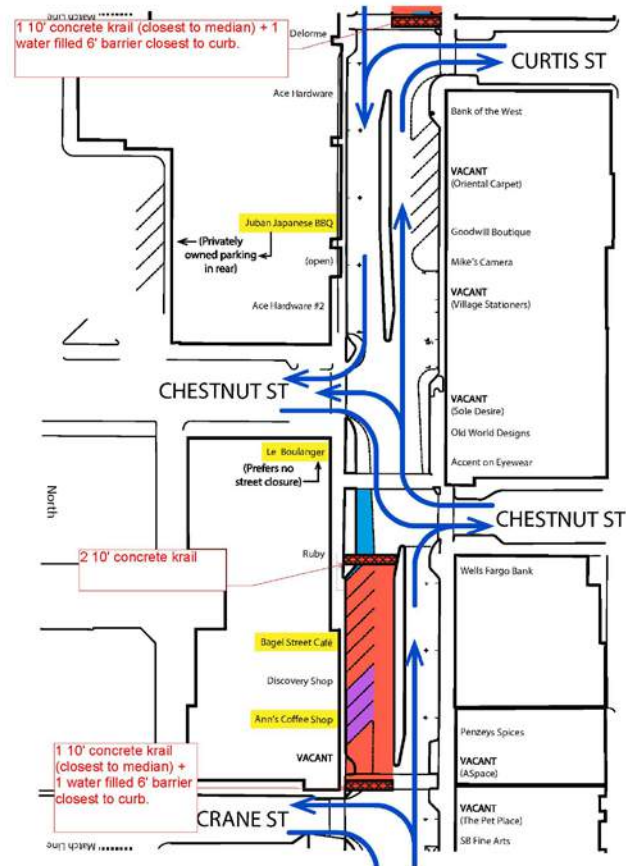 Match Line
1 10' concrete krail (closest to median) + 1
water filled 6' barrier closest to curb.
Delorme
CURTIS ST
Ace Hardware
Bank of the West
VACANT
(Oriental Carpet)
Juban Japanese BBQ
(Privately
owned parking
in rear)
(open)
Goodwill Boutique
Mike's Camera
VACANT
(Village Stationers)
Ace Hardware #2
CHESTNUT ST
VACANT
(Sole Desire)
Old World Designs
Accent on Eyewear
Le Boulanger
(Prefers no
street closure)
North
CHESTNUT ST
Ruby
2 10' concrete krail
Wells Fargo Bank
Bagel Street Café
Discovery Shop
Ann's Coffee Shop
VACANT
Penzeys Spices
VACANT
(ASpace)
1 10' concrete krail
(closest to median) +
1 water filled 6' barrier
closest to curb.
CRANE ST
VACANT
(The Pet Place)
SB Fine Arts
Match Line